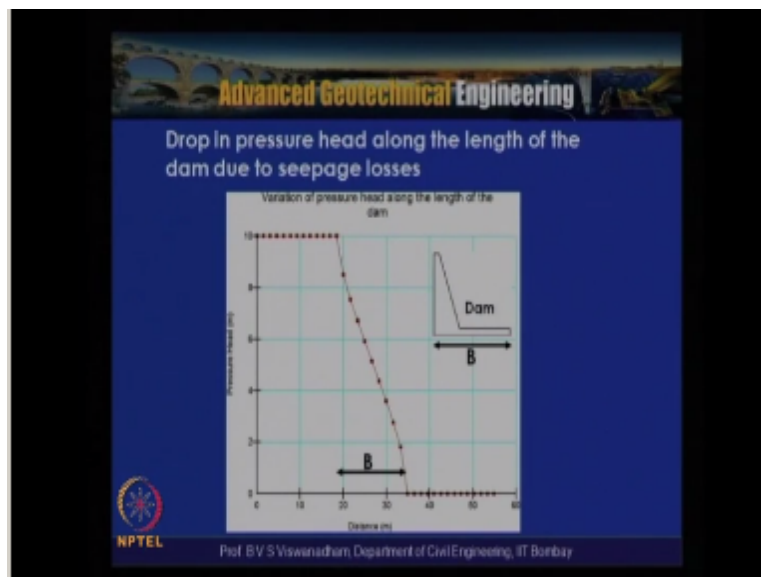 Advanced Geotechnical Engineering
Drop in pressure head along the length of the
dam due to seepage losses
Variation of pressure head along the length of the
dam
10
8
6
4
2
0
Pressure Head (m)
Dam
B
B
0 10 20 30 40 50 60
Distance (m)
NPTEL
Prof. B V S Viswanadham, Department of Civil Engineering, IIT Bombay